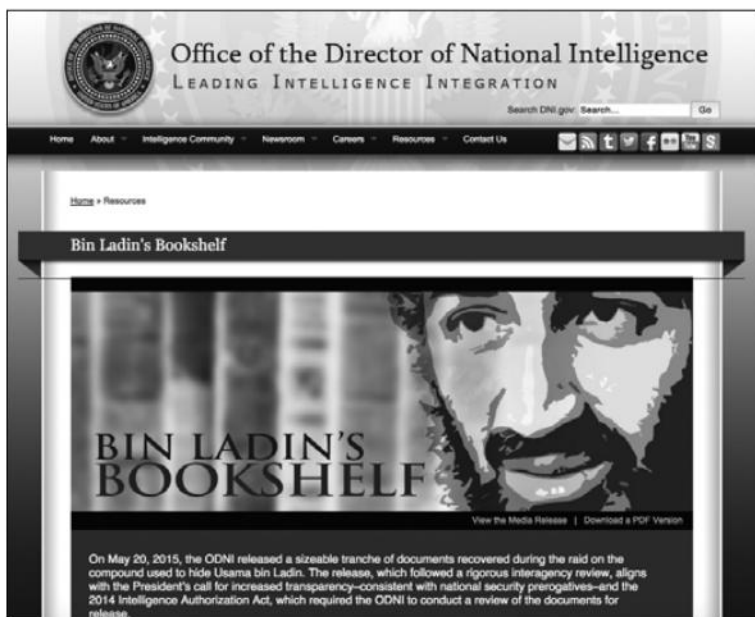 Office of the Director of National Intelligence
LEADING INTELLIGENCE INTEGRATION
Search DNI.gov: Search... Go
Home About Intelligence Community Newsroom Careers Resources Contact Us
Home » Resources
Bin Ladin's Bookshelf
BIN LADIN'S
BOOKSHELF
View the Media Release | Download a PDF Version
On May 20, 2015, the ODNI released a sizeable tranche of documents recovered during the raid on the
compound used to hide Usama bin Ladin. The release, which followed a rigorous interagency review, aligns
with the President's call for increased transparency–consistent with national security prerogatives–and the
2014 Intelligence Authorization Act, which required the ODNI to conduct a review of the documents for
release.